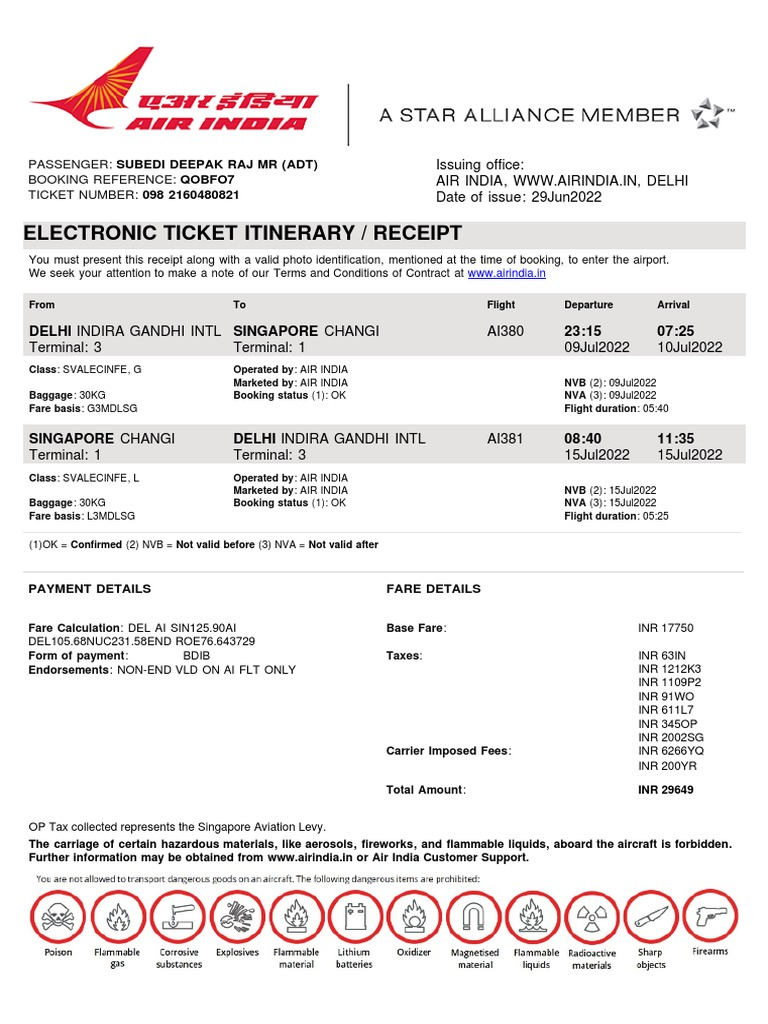 एअर इंडिया
AIR INDIA
A STAR ALLIANCE MEMBER ™
PASSENGER: SUBEDI DEEPAK RAJ MR (ADT)
BOOKING REFERENCE: QOBFO7
TICKET NUMBER: 098 2160480821
Issuing office:
AIR INDIA, WWW.AIRINDIA.IN, DELHI
Date of issue: 29Jun2022
ELECTRONIC TICKET ITINERARY / RECEIPT
You must present this receipt along with a valid photo identification, mentioned at the time of booking, to enter the airport.
We seek your attention to make a note of our Terms and Conditions of Contract at www.airindia.in
From To Flight Departure Arrival
DELHI INDIRA GANDHI INTL SINGAPORE CHANGI AI380 23:15 07:25
Terminal: 3 Terminal: 1 09Jul2022 10Jul2022
Class: SVALECINFE, G Operated by: AIR INDIA
Marketed by: AIR INDIA NVB (2): 09Jul2022
Baggage: 30KG Booking status (1): OK NVA (3): 09Jul2022
Fare basis: G3MDLSG Flight duration: 05:40
SINGAPORE CHANGI DELHI INDIRA GANDHI INTL AI381 08:40 11:35
Terminal: 1 Terminal: 3 15Jul2022 15Jul2022
Class: SVALECINFE, L Operated by: AIR INDIA
Marketed by: AIR INDIA NVB (2): 15Jul2022
Baggage: 30KG Booking status (1): OK NVA (3): 15Jul2022
Fare basis: L3MDLSG Flight duration: 05:25
(1)OK = Confirmed (2) NVB = Not valid before (3) NVA = Not valid after
PAYMENT DETAILS
Fare Calculation: DEL AI SIN125.90AI
DEL105.68NUC231.58END ROE76.643729
Form of payment: BDIB
Endorsements: NON-END VLD ON AI FLT ONLY
FARE DETAILS
Base Fare: INR 17750
Taxes: INR 63IN
INR 1212K3
INR 1109P2
INR 91WO
INR 611L7
INR 345OP
INR 2002SG
Carrier Imposed Fees: INR 6266YQ
INR 200YR
Total Amount: INR 29649
OP Tax collected represents the Singapore Aviation Levy.
The carriage of certain hazardous materials, like aerosols, fireworks, and flammable liquids, aboard the aircraft is forbidden.
Further information may be obtained from www.airindia.in or Air India Customer Support.
You are not allowed to transport dangerous goods on an aircraft. The following dangerous items are prohibited:
Poison
Flammable
gas
Corrosive
substances
Explosives
Flammable
material
Lithium
batteries
Oxidizer
Magnetised
material
Flammable
liquids
Radioactive
materials
Sharp
objects
Firearms